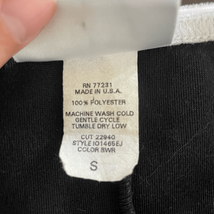 RN 77231
MADE IN U.S.A.
100% POLYESTER
MACHINE WASH COLD
GENTLE CYCLE
TUMBLE DRY LOW
CUT 22940
STYLE IO1465EJ
COLOR BWR
S